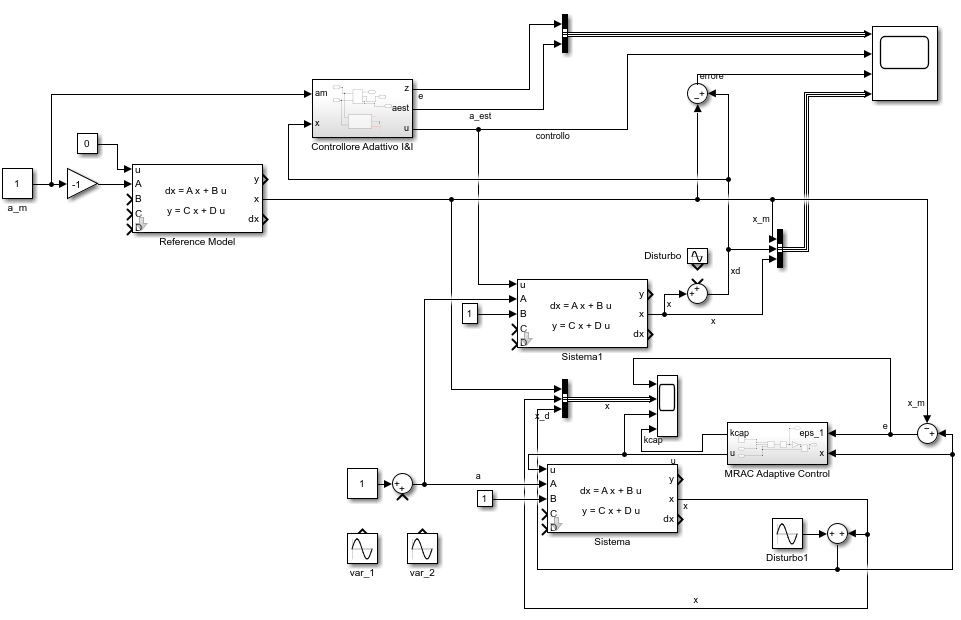 errore
am
z
e
aest
a_est
x
u
controllo
Controllore Adattivo I&I
0
1
-1
a_m
u
A
B
C
D
dx = A x + B u
y = C x + D u
y
x
dx
Reference Model
x_m
Disturbo
xd
u
A
B
C
D
dx = A x + B u
y = C x + D u
y
x
dx
1
x
x
Sistema1
x
x_d
kcap
kcap
u
eps_1
x
e
x_m
MRAC Adaptive Control
u
1
a
1
u
A
B
C
D
dx = A x + B u
y = C x + D u
y
x
dx
x
Sistema
Disturbo1
var_1
var_2
x